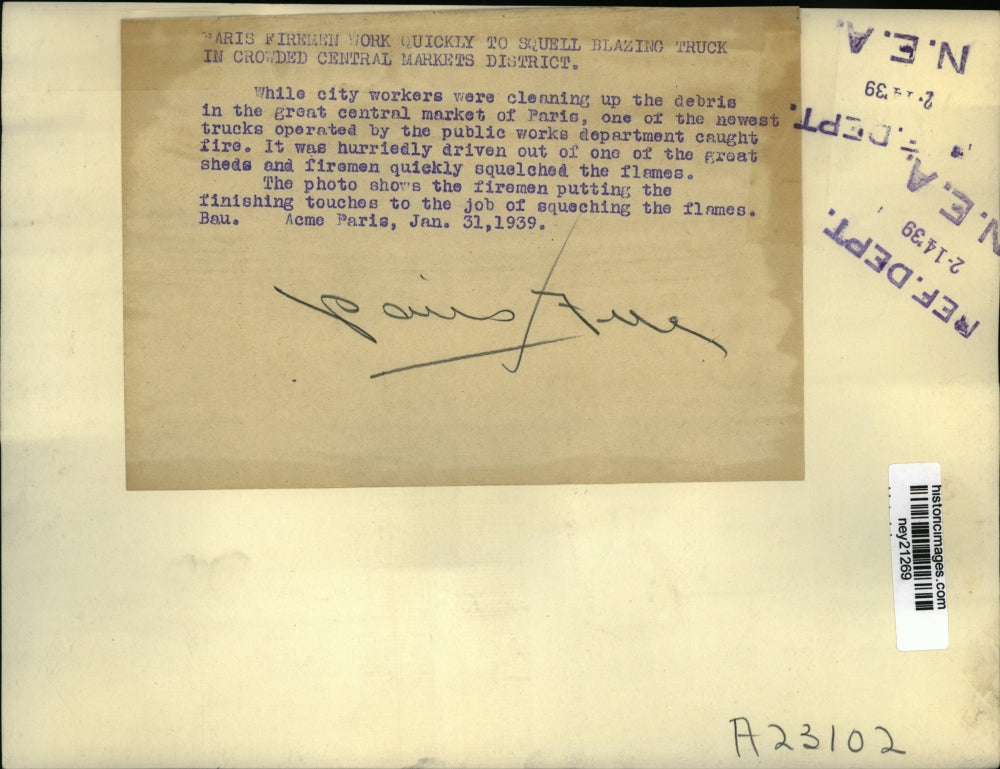 PARIS FIREMEN WORK QUICKLY TO SQUELL BLAZING TRUCK
IN CROWDED CENTRAL MARKETS DISTRICT.
While city workers were cleaning up the debris
in the great central market of Paris, one of the newest
trucks operated by the public works department caught
fire. It was hurriedly driven out of one of the great
sheds and firemen quickly squelched the flames.
The photo shows the firemen putting the
finishing touches to the job of squeching the flames.
Bau. Acme Paris, Jan. 31,1939.
Paris
N.E.A.
2-14 39
DEPT.
N.E.A.
2-14 39
REF. DEPT.
historicimages.com
ney21269
A23102